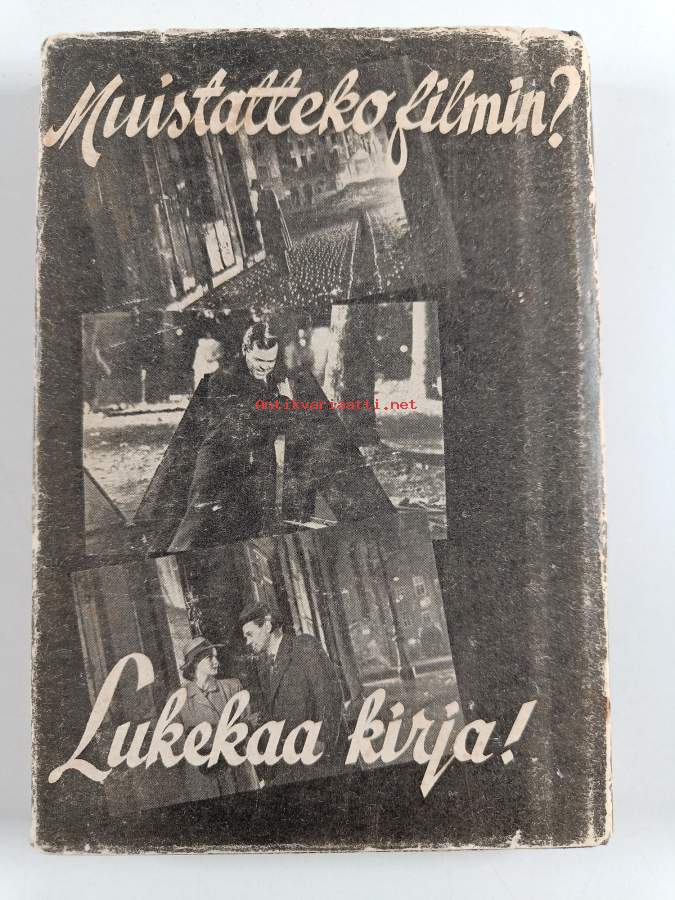 Muistatteko filmin?
Antikvariaatti.net
Lukekaa kirja!